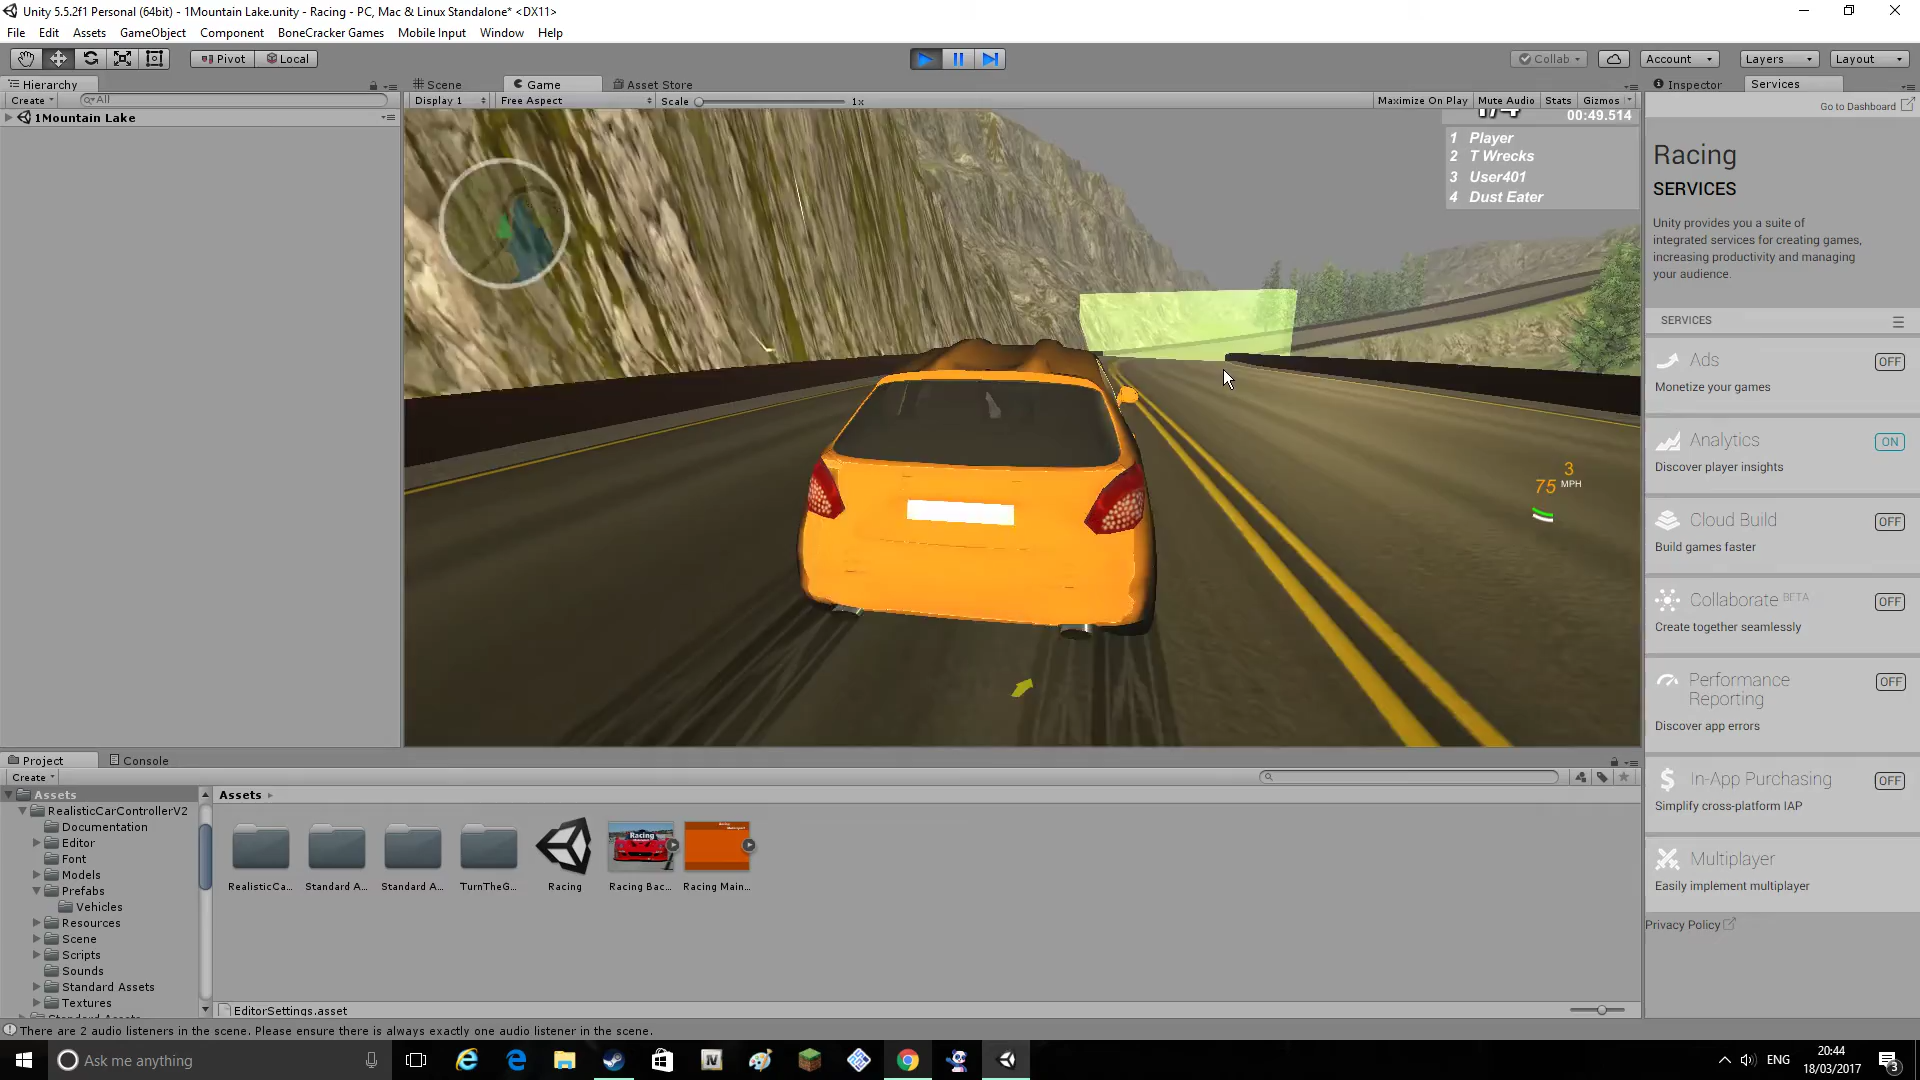 Unity 5.5.2f1 Personal (64bit) - 1Mountain Lake.unity - Racing - PC, Mac & Linux Standalone* <DX11>
File Edit Assets GameObject Component BoneCracker Games Mobile Input Window Help
Pivot Local Collab Account Layers Layout
Hierarchy Scene Game Asset Store Inspector Services
Create All Display 1 Free Aspect Scale 1x Maximize On Play Mute Audio Stats Gizmos Go to Dashboard
1Mountain Lake
00:49.514
1 Player
2 T Wrecks
3 User401
4 Dust Eater
3
75 MPH
Racing
SERVICES
Unity provides you a suite of
integrated services for creating games,
increasing productivity and managing
your audience.
SERVICES
Ads OFF
Monetize your games
Analytics ON
Discover player insights
Cloud Build OFF
Build games faster
Collaborate BETA OFF
Create together seamlessly
Performance
Reporting OFF
Discover app errors
In-App Purchasing OFF
Simplify cross-platform IAP
Multiplayer
Easily implement multiplayer
Privacy Policy
Project Console
Create
Assets
RealisticCarControllerV2
Documentation
Editor
Font
Models
Prefabs
Vehicles
Resources
Scene
Scripts
Sounds
Standard Assets
Textures
Assets
RealisticCa... Standard A... Standard A... TurnTheG... Racing Racing Bac... Racing Main...
Racing
EditorSettings.asset
There are 2 audio listeners in the scene. Please ensure there is always exactly one audio listener in the scene.
Ask me anything
IV
ENG
20:44
18/03/2017
3